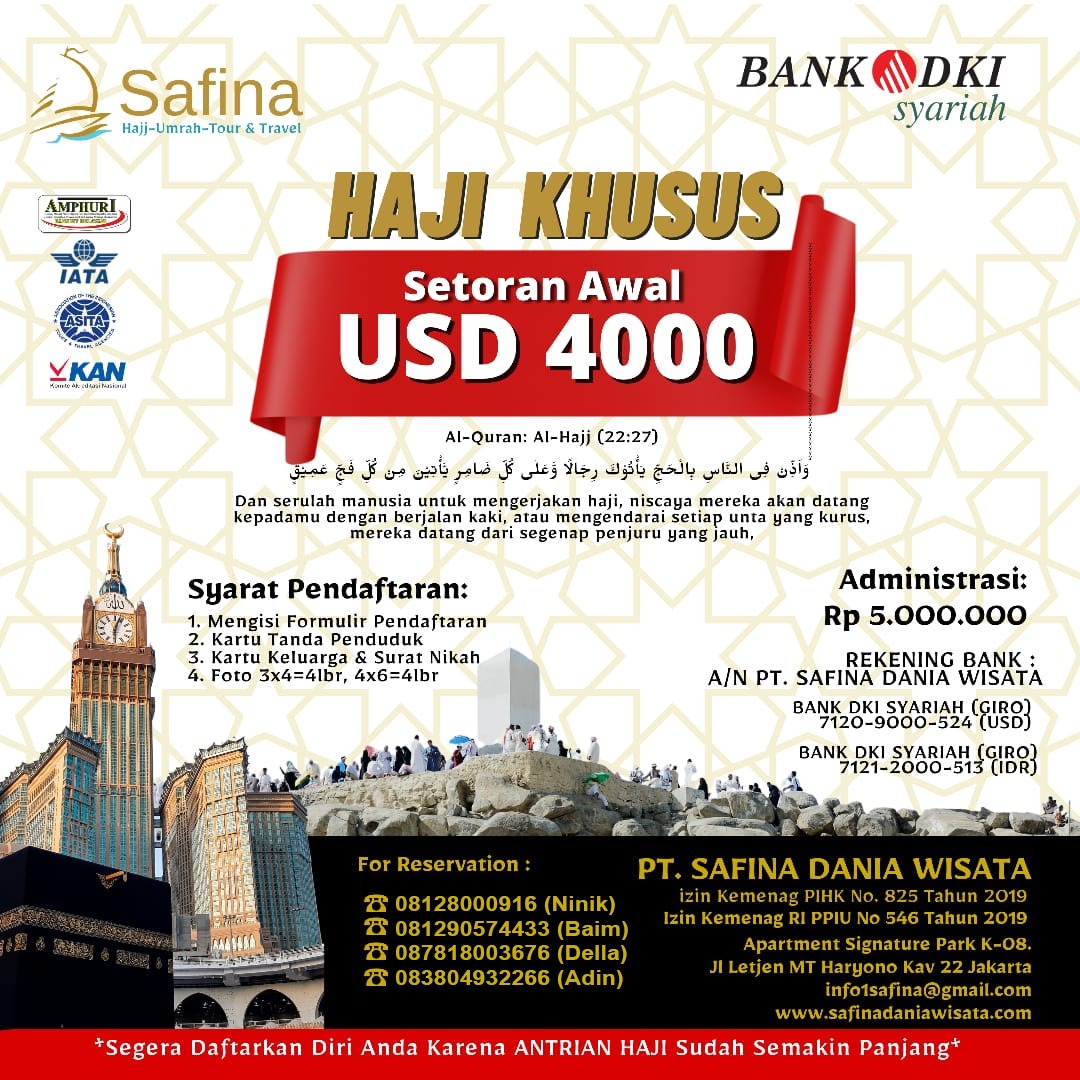 Safina
Hajj-Umrah-Tour & Travel
BANK DKI
syariah
AMPHURI
IATA
ASITA
KAN
Komite Akreditasi Nasional
HAJI KHUSUS
Setoran Awal
USD 4000
Al-Quran: Al-Hajj (22:27)
وَاَذِّن فِى النَّاسِ بِالْحَجِّ يَأْتُوْكَ رِجَالًا وَّعَلٰى كُلِّ ضَامِرٍ يَّأْتِيْنَ مِن كُلِّ فَجٍّ عَمِيْقٍ
Dan serulah manusia untuk mengerjakan haji, niscaya mereka akan datang
kepadamu dengan berjalan kaki, atau mengendarai setiap unta yang kurus,
mereka datang dari segenap penjuru yang jauh,
Syarat Pendaftaran:
1. Mengisi Formulir Pendaftaran
2. Kartu Tanda Penduduk
3. Kartu Keluarga & Surat Nikah
4. Foto 3x4=4lbr, 4x6=4lbr
Administrasi:
Rp 5.000.000
REKENING BANK :
A/N PT. SAFINA DANIA WISATA
BANK DKI SYARIAH (GIRO)
7120-9000-524 (USD)
BANK DKI SYARIAH (GIRO)
7121-2000-513 (IDR)
For Reservation :
☎ 08128000916 (Ninik)
☎ 081290574433 (Baim)
☎ 087818003676 (Della)
☎ 083804932266 (Adin)
PT. SAFINA DANIA WISATA
izin Kemenag PIHK No. 825 Tahun 2019
Izin Kemenag RI PPIU No 546 Tahun 2019
Apartment Signature Park K-08.
Jl Letjen MT Haryono Kav 22 Jakarta
info1safina@gmail.com
www.safinadaniawisata.com
*Segera Daftarkan Diri Anda Karena ANTRIAN HAJI Sudah Semakin Panjang*